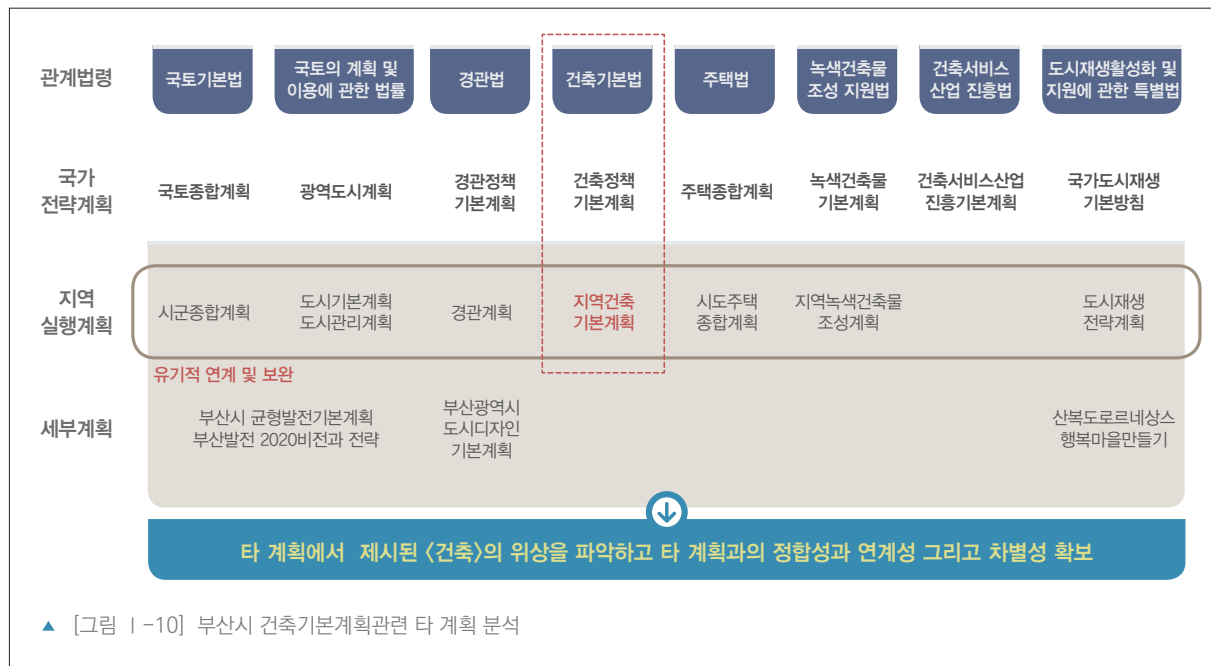 관계법령
국토기본법
국토의 계획 및
이용에 관한 법률
경관법
건축기본법
주택법
녹색건축물
조성 지원법
건축서비스
산업 진흥법
도시재생활성화 및
지원에 관한 특별법
국가
전략계획
국토종합계획
광역도시계획
경관정책
기본계획
건축정책
기본계획
주택종합계획
녹색건축물
기본계획
건축서비스산업
진흥기본계획
국가도시재생
기본방침
지역
실행계획
시군종합계획
도시기본계획
도시관리계획
경관계획
지역건축
기본계획
시도주택
종합계획
지역녹색건축물
조성계획
도시재생
전략계획
유기적 연계 및 보완
세부계획
부산시 균형발전기본계획
부산발전 2020비전과 전략
부산광역시
도시디자인
기본계획
산복도로르네상스
행복마을만들기
타 계획에서 제시된 〈건축〉의 위상을 파악하고 타 계획과의 정합성과 연계성 그리고 차별성 확보
▲ [그림 Ⅰ-10] 부산시 건축기본계획관련 타 계획 분석